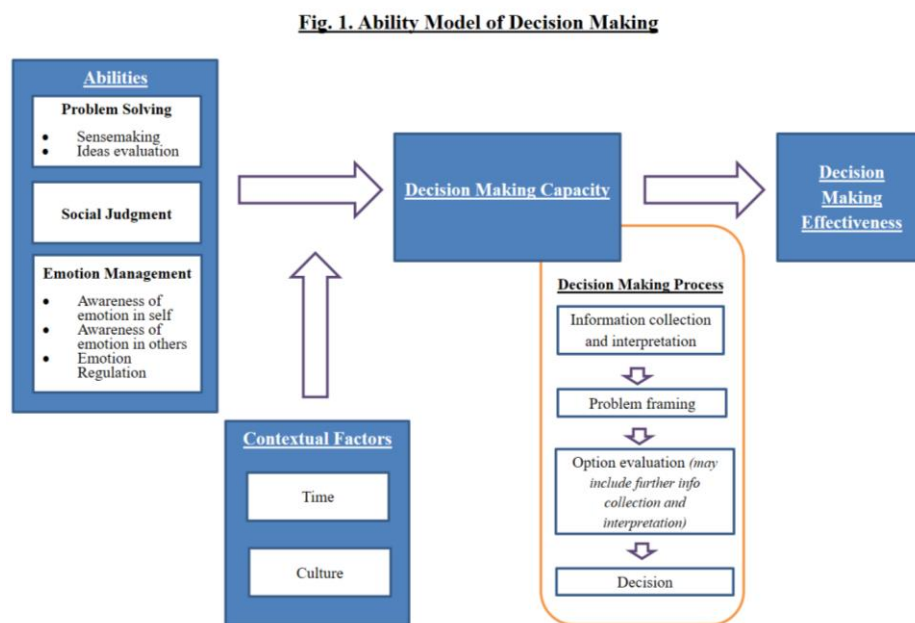 Fig. 1. Ability Model of Decision Making
Abilities
Problem Solving
• Sensemaking
• Ideas evaluation
Social Judgment
Emotion Management
• Awareness of
emotion in self
• Awareness of
emotion in others
• Emotion
Regulation
Contextual Factors
Time
Culture
Decision Making Capacity
Decision Making Process
Information collection
and interpretation
Problem framing
Option evaluation (may
include further info
collection and
interpretation)
Decision
Decision
Making
Effectiveness